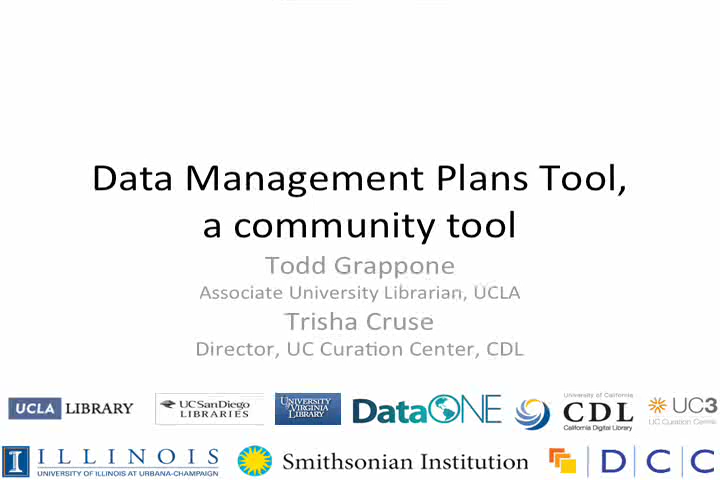 Data Management Plans Tool,
a community tool
Todd Grappone
Associate University Librarian, UCLA
Trisha Cruse
Director, UC Curation Center, CDL
UCLA LIBRARY
UC San Diego
LIBRARIES
UNIVERSITY
of VIRGINIA
LIBRARY
DataONE
University of California
CDL
California Digital Library
UC3
UC Curation Center
I ILLINOIS
UNIVERSITY OF ILLINOIS AT URBANA-CHAMPAIGN
Smithsonian Institution
D C C